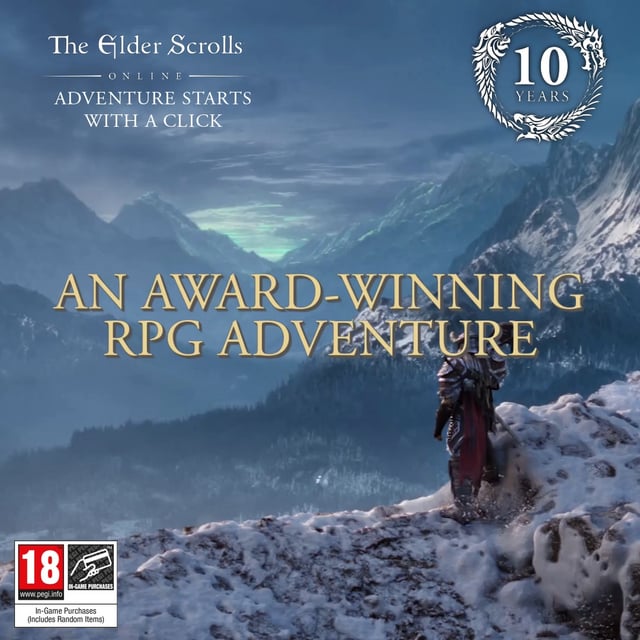 The Elder Scrolls
ONLINE
ADVENTURE STARTS
WITH A CLICK
10
YEARS
AN AWARD-WINNING
RPG ADVENTURE
18
www.pegi.info
IN-GAME PURCHASES
In-Game Purchases
(Includes Random Items)